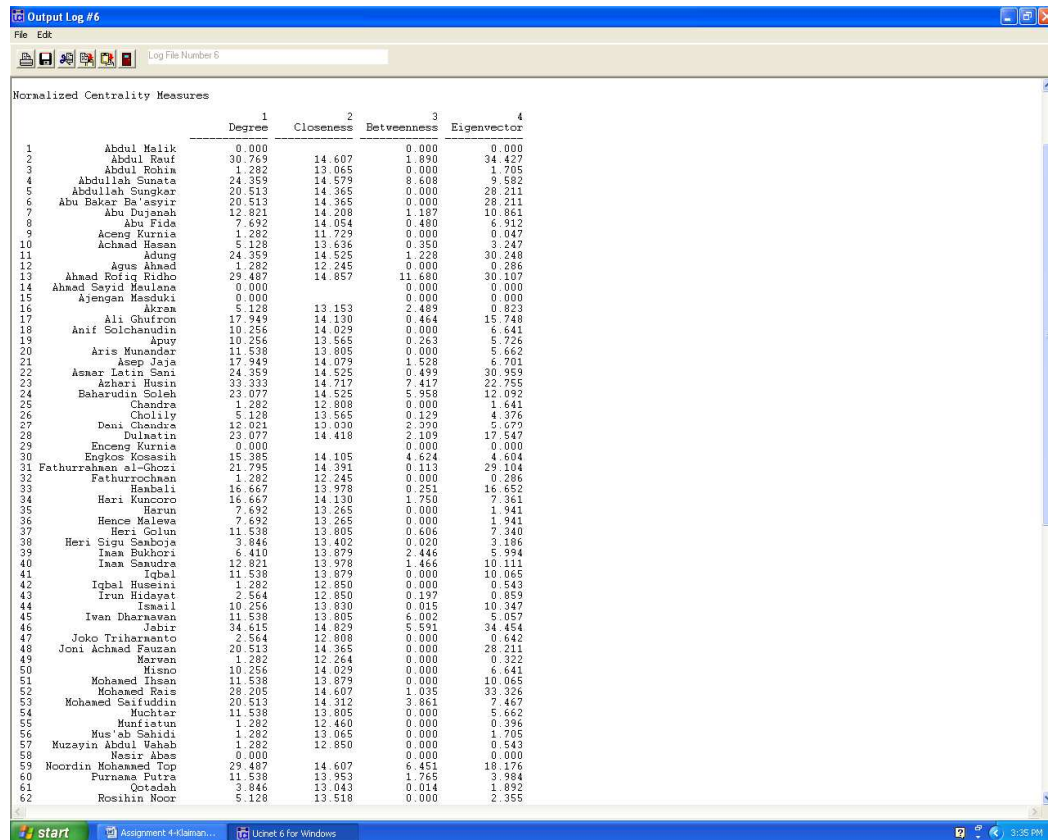 Output Log #6
File Edit
Log File Number 6
Normalized Centrality Measures
1 2 3 4
Degree Closeness Betweenness Eigenvector
1 Abdul Malik 0.000 0.000 0.000
2 Abdul Rauf 30.769 14.607 1.890 34.427
3 Abdul Rohim 1.282 13.065 0.000 1.705
4 Abdullah Sunata 24.359 14.579 8.608 9.582
5 Abdullah Sungkar 20.513 14.365 0.000 28.211
6 Abu Bakar Ba'asyir 20.513 14.365 0.000 28.211
7 Abu Dujanah 12.821 14.208 1.187 10.861
8 Abu Fida 7.692 14.054 0.480 6.912
9 Aceng Kurnia 1.282 11.729 0.000 0.047
10 Achmad Hasan 5.128 13.636 0.350 3.247
11 Adung 24.359 14.525 1.228 30.248
12 Agus Ahmad 1.282 12.245 0.000 0.286
13 Ahmad Rofiq Ridho 29.487 14.857 11.680 30.107
14 Ahmad Sayid Maulana 0.000 0.000 0.000
15 Ajengan Masduki 0.000 0.000 0.000
16 Akram 5.128 13.153 2.489 0.823
17 Ali Ghufron 17.949 14.130 0.464 15.748
18 Anif Solchanudin 10.256 14.029 0.000 6.641
19 Apuy 10.256 13.565 0.263 5.726
20 Aris Munandar 11.538 13.805 0.000 5.662
21 Asep Jaja 17.949 14.079 1.528 6.701
22 Asmar Latin Sani 24.359 14.525 0.499 30.959
23 Azhari Husin 33.333 14.717 7.417 22.755
24 Baharudin Soleh 23.077 14.525 5.958 12.092
25 Chandra 1.282 12.808 0.000 1.641
26 Cholily 5.128 13.565 0.129 4.376
27 Dani Chandra 12.821 13.830 2.390 5.679
28 Dulmatin 23.077 14.418 2.109 17.547
29 Enceng Kurnia 0.000 0.000 0.000
30 Engkos Kosasih 15.385 14.105 4.624 4.604
31 Fathurrahman al-Ghozi 21.795 14.391 0.113 29.104
32 Fathurrochman 1.282 12.245 0.000 0.286
33 Hambali 16.667 13.978 0.251 16.652
34 Hari Kuncoro 16.667 14.130 1.750 7.361
35 Harun 7.692 13.265 0.000 1.941
36 Hence Malewa 7.692 13.265 0.000 1.941
37 Heri Golun 11.538 13.805 0.606 7.340
38 Heri Sigu Samboja 3.846 13.402 0.020 3.186
39 Imam Bukhori 6.410 13.879 2.446 5.994
40 Imam Samudra 12.821 13.978 1.466 10.111
41 Iqbal 11.538 13.879 0.000 10.065
42 Iqbal Huseini 1.282 12.850 0.000 0.543
43 Irun Hidayat 2.564 12.850 0.197 0.859
44 Ismail 10.256 13.830 0.015 10.347
45 Iwan Dharmawan 11.538 13.805 6.002 5.057
46 Jabir 34.615 14.829 5.591 34.454
47 Joko Triharmanto 2.564 12.808 0.000 0.642
48 Joni Achmad Fauzan 20.513 14.365 0.000 28.211
49 Marwan 1.282 12.264 0.000 0.322
50 Misno 10.256 14.029 0.000 6.641
51 Mohamed Ihsan 11.538 13.879 0.000 10.065
52 Mohamed Rais 28.205 14.607 1.035 33.326
53 Mohamed Saifuddin 20.513 14.312 3.861 7.467
54 Muchtar 11.538 13.805 0.000 5.662
55 Munfiatun 1.282 12.460 0.000 0.396
56 Mus'ab Sahidi 1.282 13.065 0.000 1.705
57 Muzayin Abdul Wahab 1.282 12.850 0.000 0.543
58 Nasir Abas 0.000 0.000 0.000
59 Noordin Mohammed Top 29.487 14.607 6.451 18.176
60 Purnama Putra 11.538 13.953 1.765 3.984
61 Qotadah 3.846 13.043 0.014 1.892
62 Rosihin Noor 5.128 13.518 0.000 2.355
start Assignment 4-Klaiman... Ucinet 6 for Windows 3:35 PM